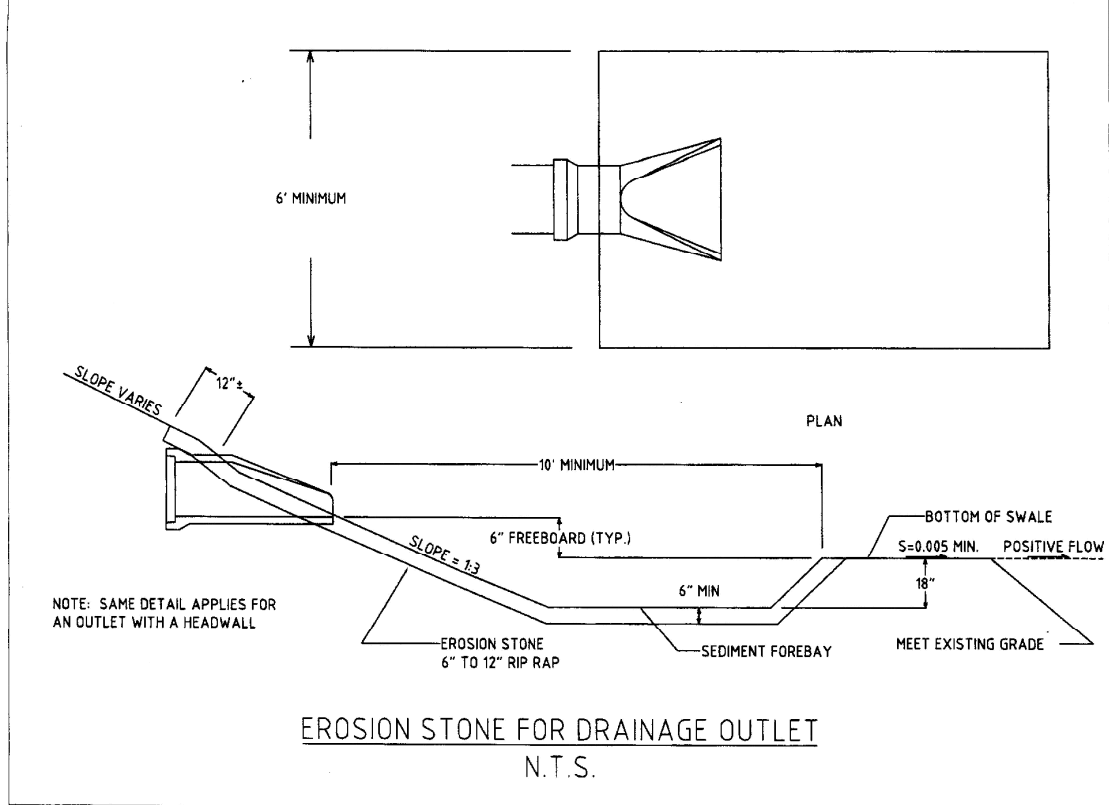 6' MINIMUM
SLOPE VARIES
12"±
PLAN
10' MINIMUM
BOTTOM OF SWALE
6" FREEBOARD (TYP.)
S=0.005 MIN.
POSITIVE FLOW
SLOPE = 1:3
6" MIN
18"
NOTE: SAME DETAIL APPLIES FOR
AN OUTLET WITH A HEADWALL
EROSION STONE
6" TO 12" RIP RAP
SEDIMENT FOREBAY
MEET EXISTING GRADE
EROSION STONE FOR DRAINAGE OUTLET
N.T.S.